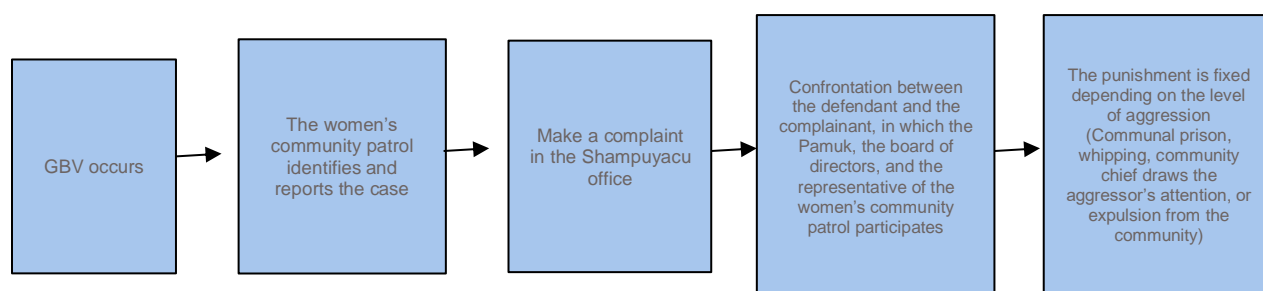 GBV occurs
The women's
community patrol
identifies and
reports the case
Make a complaint
in the Shampuyacu
office
Confrontation between
the defendant and the
complainant, in which the
Pamuk, the board of
directors, and the
representative of the
women's community
patrol participates
The punishment is fixed
depending on the level
of aggression
(Communal prison,
whipping, community
chief draws the
aggressor's attention, or
expulsion from the
community)